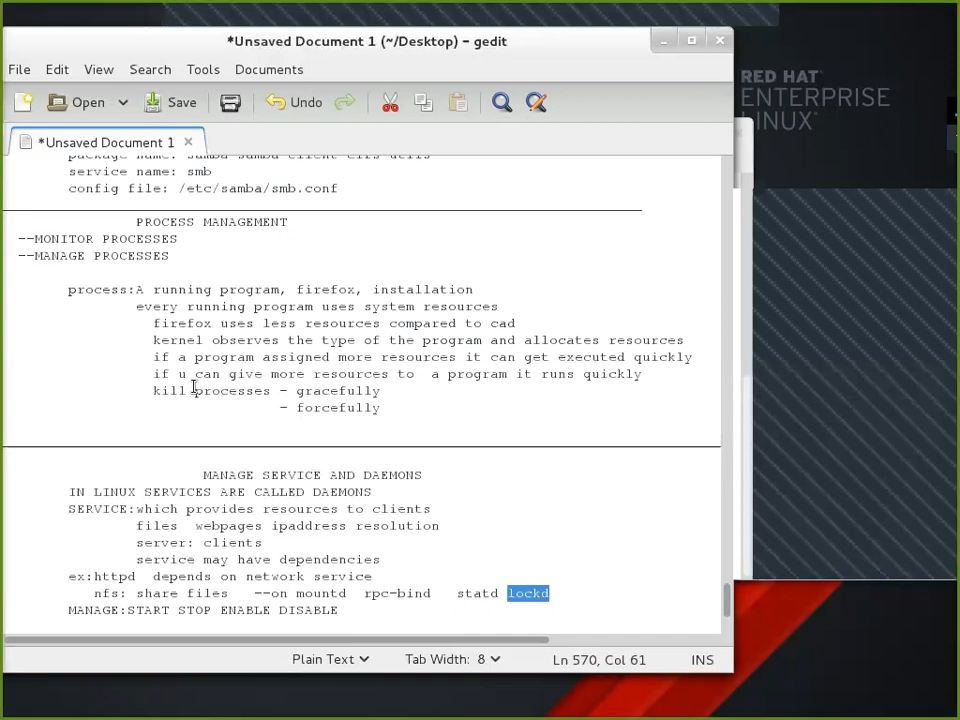 *Unsaved Document 1 (~/Desktop) – gedit
File Edit View Search Tools Documents
Open Save Undo
*Unsaved Document 1
package name: samba samba-client cifs-utils
service name: smb
config file: /etc/samba/smb.conf
PROCESS MANAGEMENT
--MONITOR PROCESSES
--MANAGE PROCESSES
process:A running program, firefox, installation
every running program uses system resources
firefox uses less resources compared to cad
kernel observes the type of the program and allocates resources
if a program assigned more resources it can get executed quickly
if u can give more resources to a program it runs quickly
kill processes - gracefully
- forcefully
MANAGE SERVICE AND DAEMONS
IN LINUX SERVICES ARE CALLED DAEMONS
SERVICE:which provides resources to clients
files webpages ipaddress resolution
server: clients
service may have dependencies
ex:httpd depends on network service
nfs: share files --on mountd rpc-bind statd lockd
MANAGE:START STOP ENABLE DISABLE
Plain Text Tab Width: 8 Ln 570, Col 61 INS
RED HAT
ENTERPRISE
LINUX